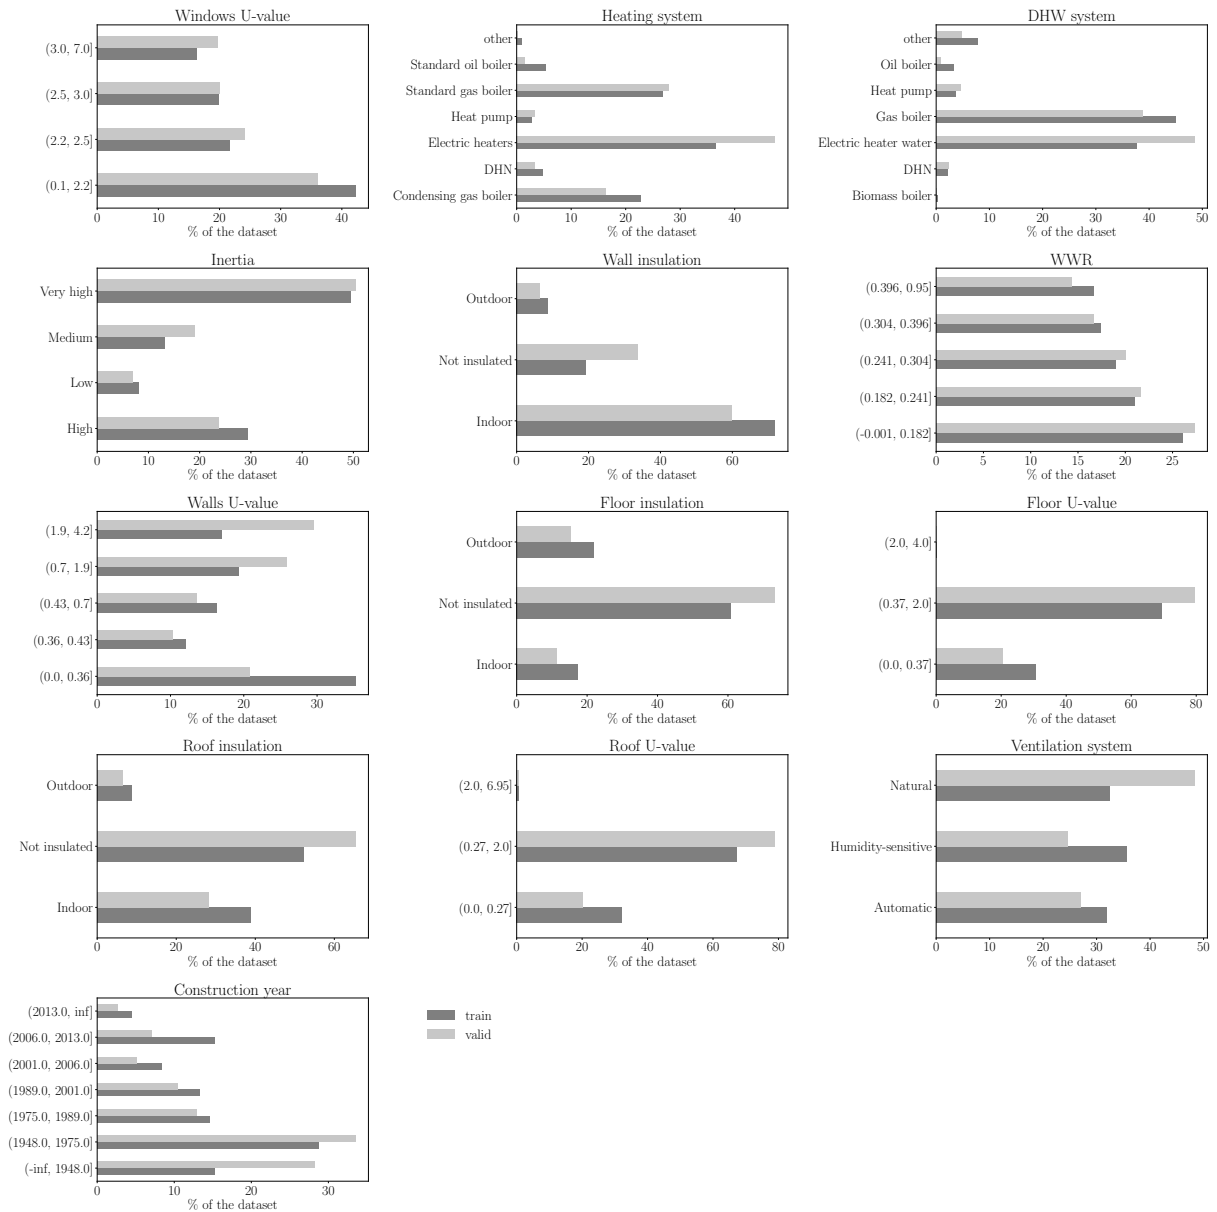 Windows U-value
(3.0, 7.0]
(2.5, 3.0]
(2.2, 2.5]
(0.1, 2.2]
0 10 20 30 40
% of the dataset
Heating system
other
Standard oil boiler
Standard gas boiler
Heat pump
Electric heaters
DHN
Condensing gas boiler
0 10 20 30 40
% of the dataset
DHW system
other
Oil boiler
Heat pump
Gas boiler
Electric heater water
DHN
Biomass boiler
0 10 20 30 40 50
% of the dataset
Inertia
Very high
Medium
Low
High
0 10 20 30 40 50
% of the dataset
Wall insulation
Outdoor
Not insulated
Indoor
0 20 40 60
% of the dataset
WWR
(0.396, 0.95]
(0.304, 0.396]
(0.241, 0.304]
(0.182, 0.241]
(-0.001, 0.182]
0 5 10 15 20 25
% of the dataset
Walls U-value
(1.9, 4.2]
(0.7, 1.9]
(0.43, 0.7]
(0.36, 0.43]
(0.0, 0.36]
0 10 20 30
% of the dataset
Floor insulation
Outdoor
Not insulated
Indoor
0 20 40 60
% of the dataset
Floor U-value
(2.0, 4.0]
(0.37, 2.0]
(0.0, 0.37]
0 20 40 60 80
% of the dataset
Roof insulation
Outdoor
Not insulated
Indoor
0 20 40 60
% of the dataset
Roof U-value
(2.0, 6.95]
(0.27, 2.0]
(0.0, 0.27]
0 20 40 60 80
% of the dataset
Ventilation system
Natural
Humidity-sensitive
Automatic
0 10 20 30 40 50
% of the dataset
Construction year
(2013.0, inf]
(2006.0, 2013.0]
(2001.0, 2006.0]
(1989.0, 2001.0]
(1975.0, 1989.0]
(1948.0, 1975.0]
(-inf, 1948.0]
0 10 20 30
% of the dataset
train
valid